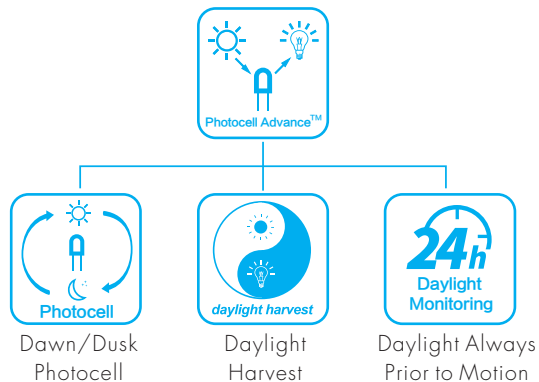 Photocell Advance™
Photocell
daylight harvest
24h
Daylight
Monitoring
Dawn/Dusk
Photocell
Daylight
Harvest
Daylight Always
Prior to Motion